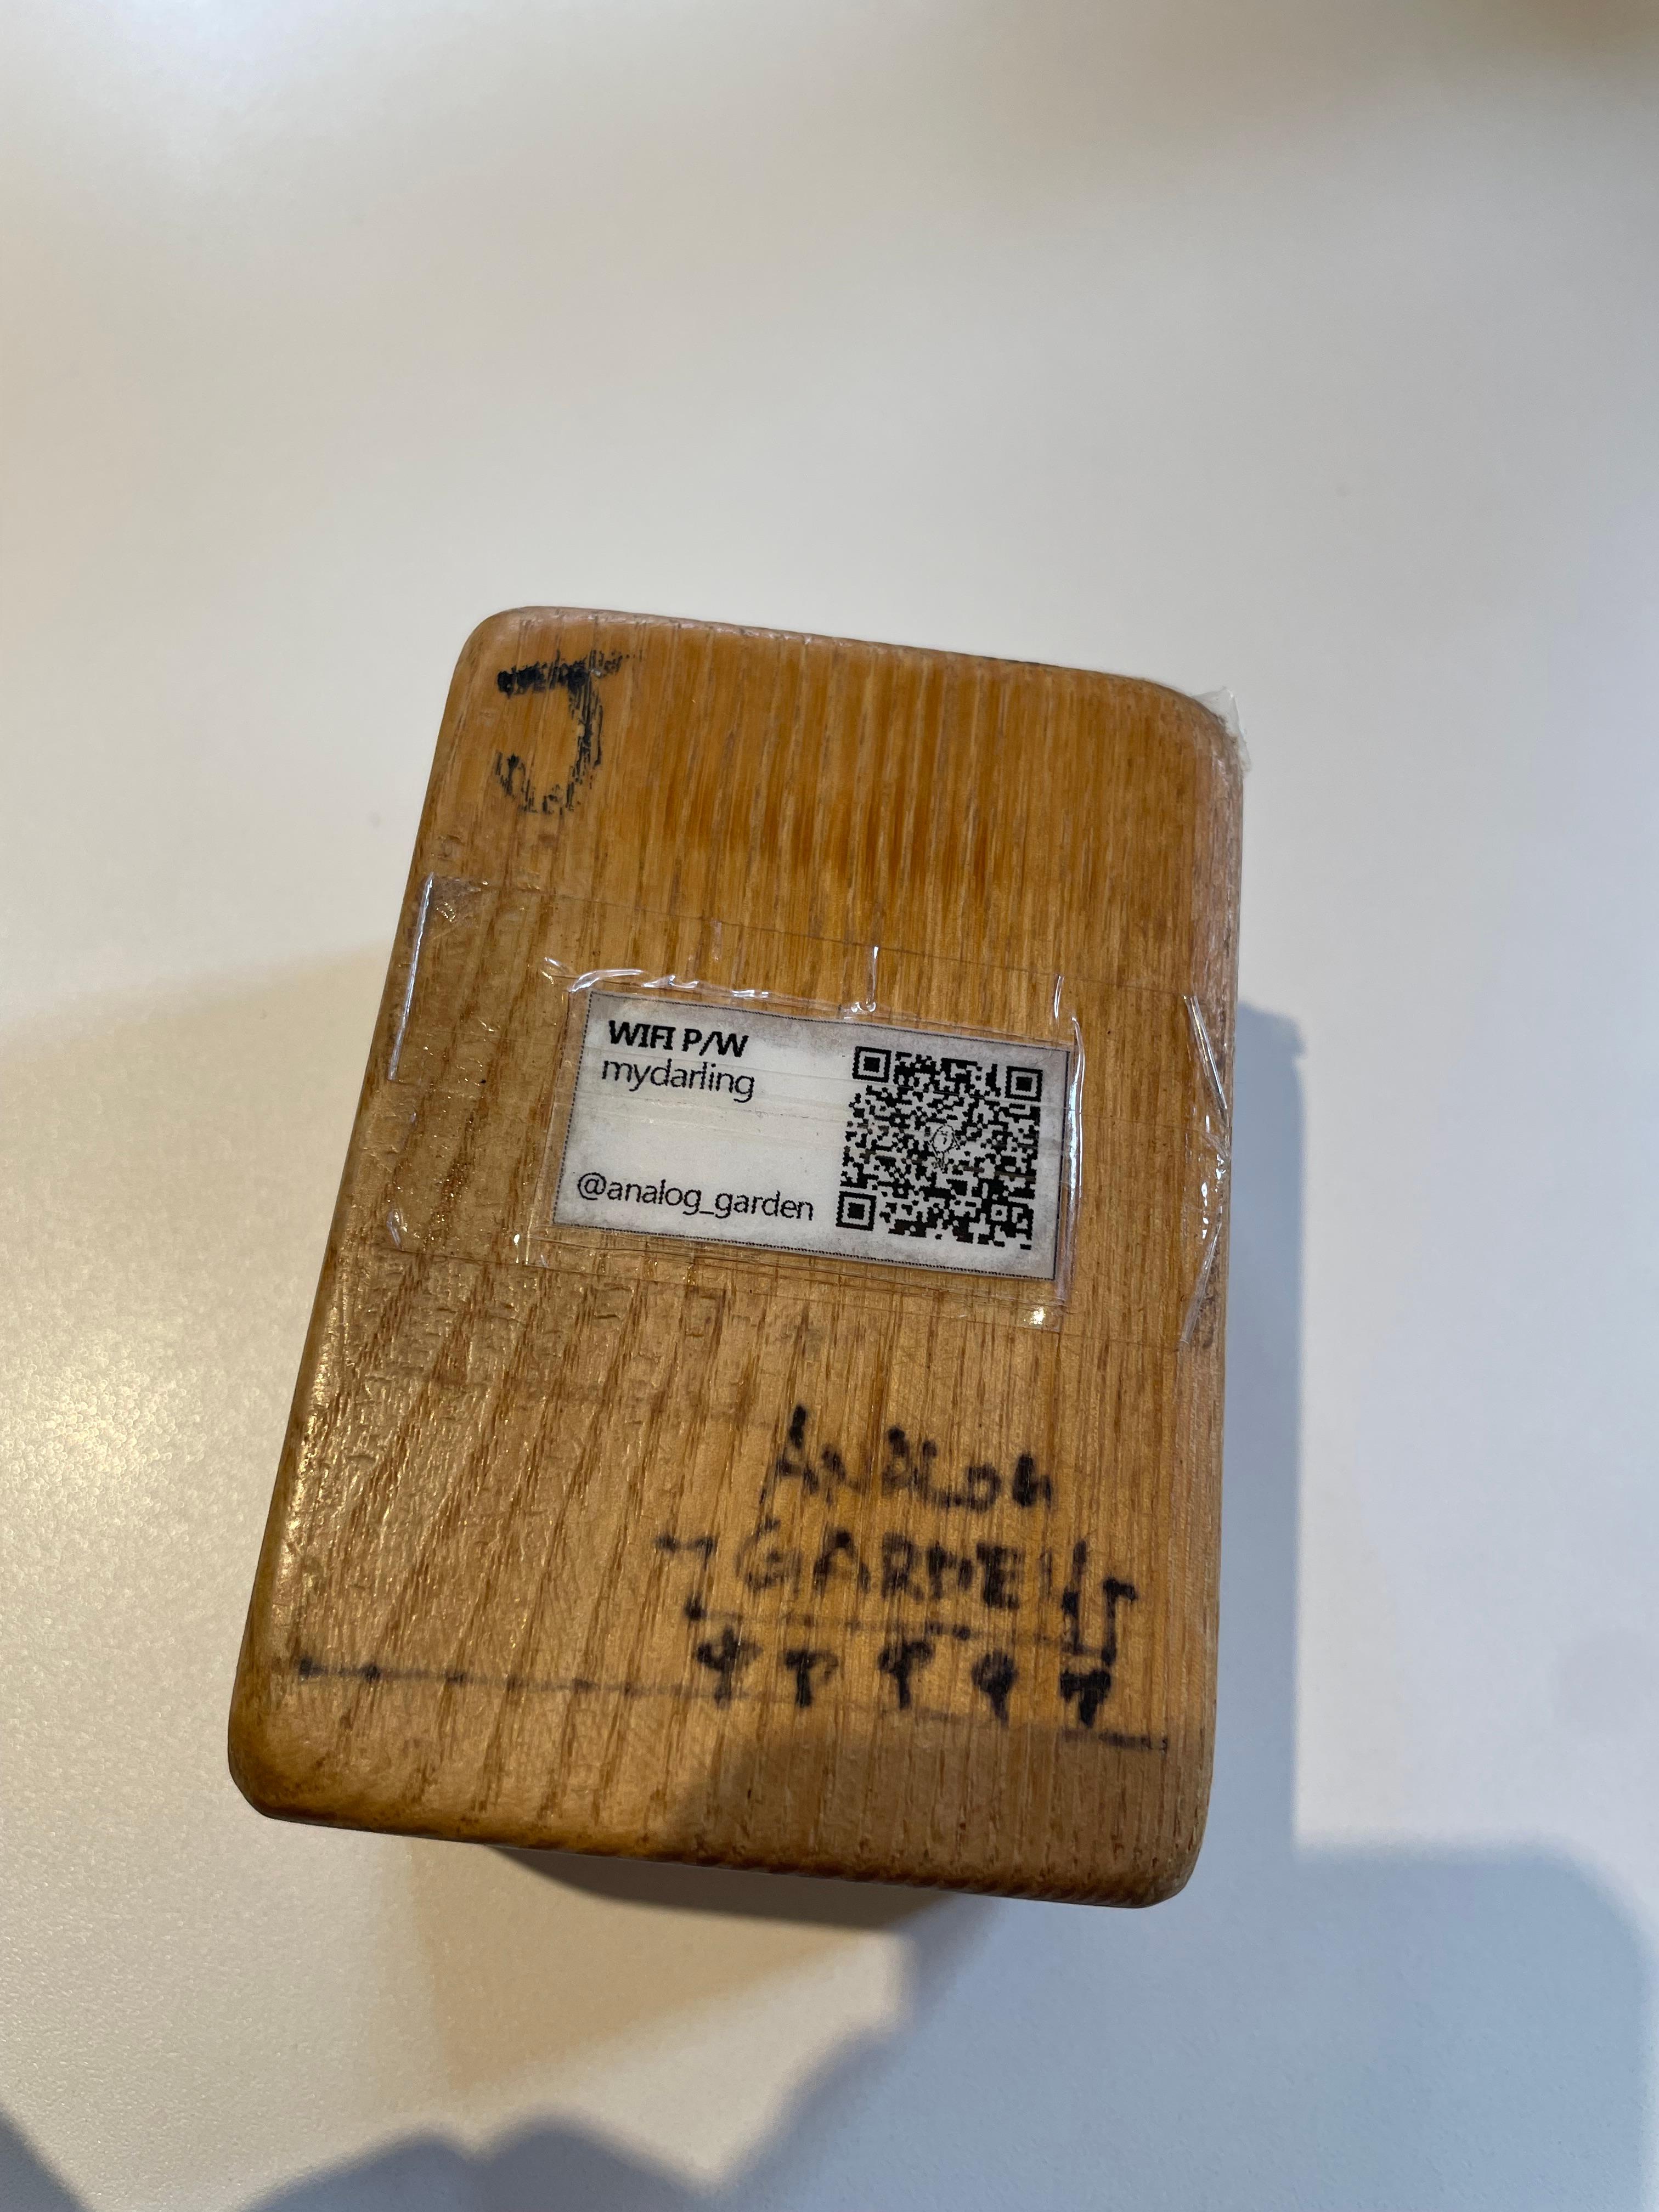 J
WIFI P/W
mydarling
@analog_garden
ANALOG
GARDEN